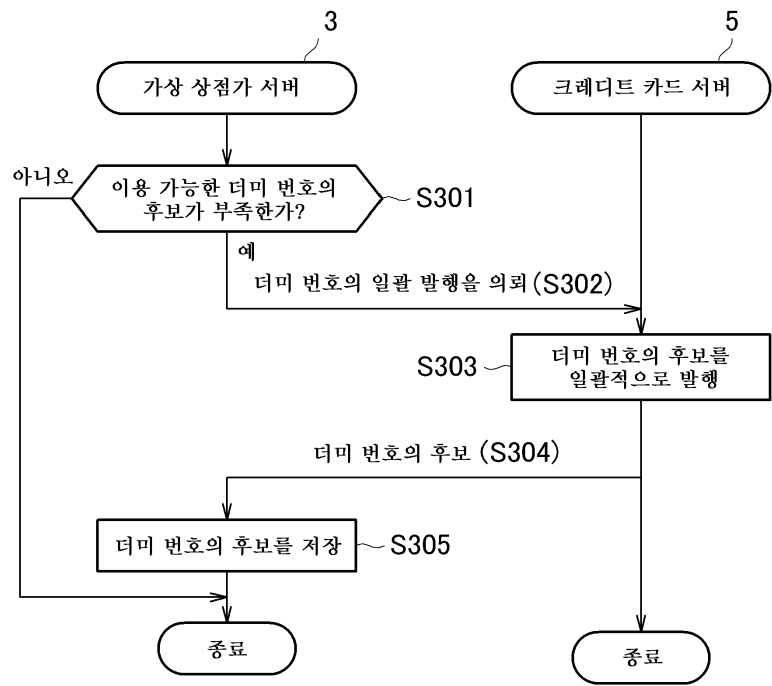 3
5
가상 상점가 서버
크레디트 카드 서버
아니오
이용 가능한 더미 번호의
후보가 부족한가?
S301
예
더미 번호의 일괄 발행을 의뢰(S302)
S303
더미 번호의 후보를
일괄적으로 발행
더미 번호의 후보 (S304)
더미 번호의 후보를 저장
S305
종료
종료